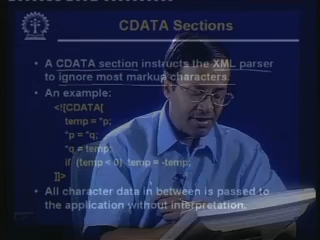 CDATA Sections
• A CDATA section instructs the XML parser
to ignore most markup characters.
• An example:
<![CDATA[
temp = *p;
*p = *q;
*q = temp;
if (temp < 0) temp = -temp;
]]>
• All character data in between is passed to
the application without interpretation.